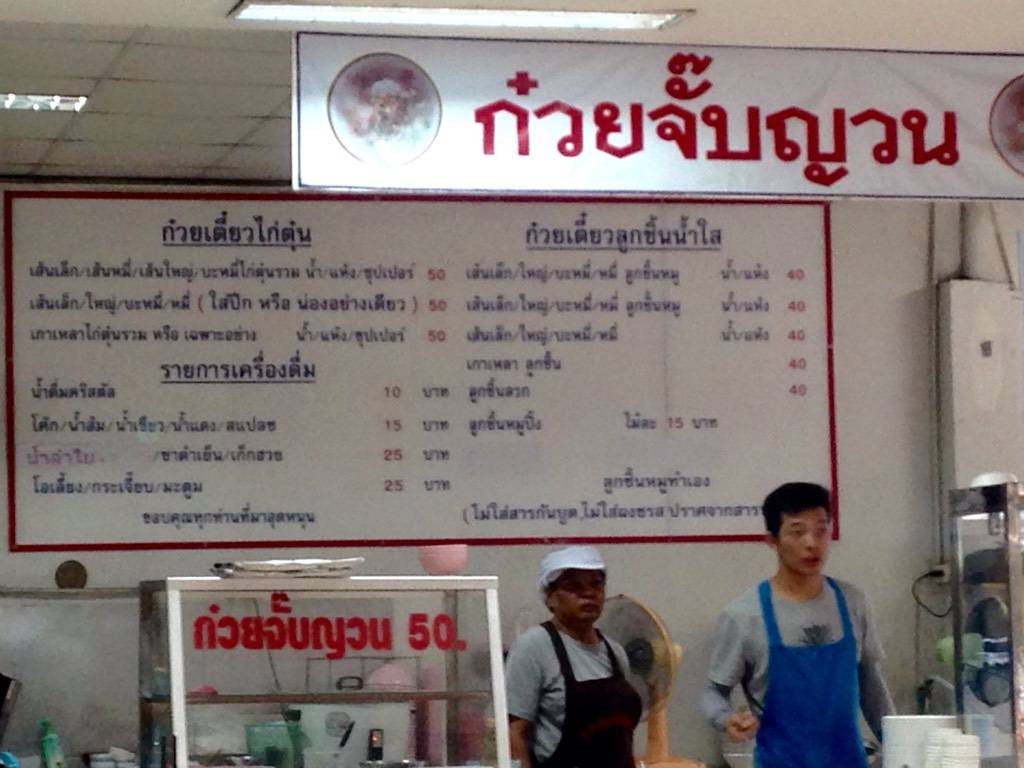 ก๋วยจั๊บญวน
ก๋วยเตี๋ยวไก่ตุ๋น
เส้นเล็ก/เส้นหมี่/เส้นใหญ่/บะหมี่ไก่ตุ๋นรวม น้ำ/แห้ง/ซุปเปอร์ 50
เส้นเล็ก/ใหญ่/บะหมี่/หมี่ ( ใส่ปีก หรือ น่องอย่างเดียว ) 50
เกาเหลาไก่ตุ๋นรวม หรือ เฉพาะอย่าง น้ำ/แห้ง/ซุปเปอร์ 50
รายการเครื่องดื่ม
น้ำดื่มคริสตัล 10 บาท
โค๊ก/น้ำส้ม/น้ำเขียว/น้ำแดง/สแปลช 15 บาท
น้ำลำใย /ชาดำเย็น/เก็กฮวย 25 บาท
โอเลี้ยง/กระเจี๊ยบ/มะตูม 25 บาท
ขอบคุณทุกท่านที่มาอุดหนุน
ก๋วยเตี๋ยวลูกชิ้นน้ำใส
เส้นเล็ก/ใหญ่/บะหมี่/หมี่ ลูกชิ้นหมู น้ำ/แห้ง 40
เส้นเล็ก/ใหญ่/บะหมี่/หมี่ ลูกชิ้นหมู น้ำ/แห้ง 40
เส้นเล็ก/ใหญ่/บะหมี่/หมี่ น้ำ/แห้ง 40
เกาเหลา ลูกชิ้น 40
ลูกชิ้นลวก 40
ลูกชิ้นหมูปิ้ง ไม้ละ 15 บาท
ลูกชิ้นหมูทำเอง
(ไม่ใส่สารกันบูด,ไม่ใส่ผงชูรส ปราศจากสาร
ก๋วยจั๊บญวน 50.